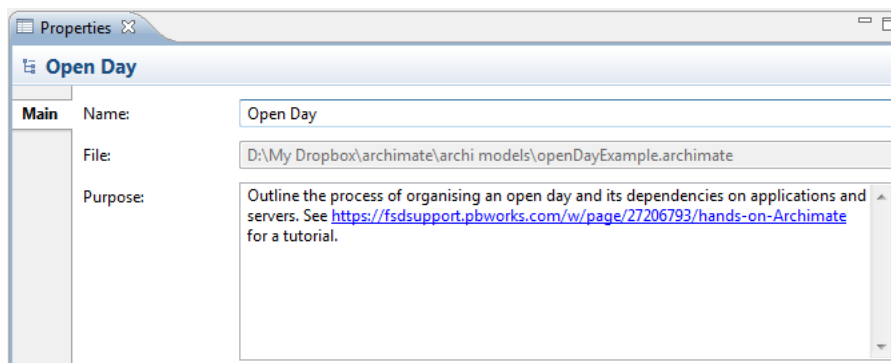 Properties
Open Day
Main
Name:
Open Day
File:
D:\My Dropbox\archimate\archi models\openDayExample.archimate
Purpose:
Outline the process of organising an open day and its dependencies on applications and
servers. See https://fsdsupport.pbworks.com/w/page/27206793/hands-on-Archimate
for a tutorial.